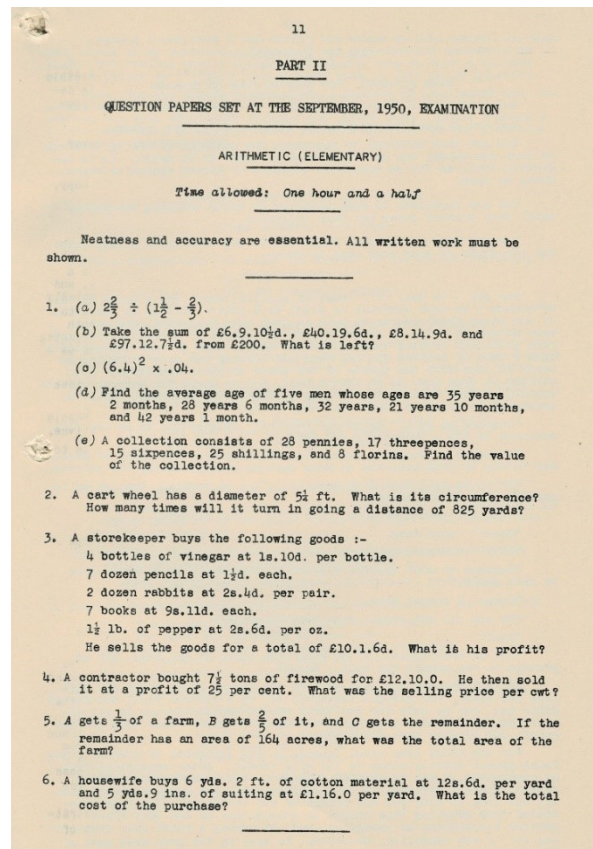 11
PART II
QUESTION PAPERS SET AT THE SEPTEMBER, 1950, EXAMINATION
ARITHMETIC (ELEMENTARY)
Time allowed: One hour and a half
Neatness and accuracy are essential. All written work must be
shown.
1. (a) 2⅔ ÷ (1½ - ⅔).
(b) Take the sum of £6.9.10½d., £40.19.6d., £8.14.9d. and
£97.12.7½d. from £200. What is left?
(c) (6.4)² x .04.
(d) Find the average age of five men whose ages are 35 years
2 months, 28 years 6 months, 32 years, 21 years 10 months,
and 42 years 1 month.
(e) A collection consists of 28 pennies, 17 threepences,
15 sixpences, 25 shillings, and 8 florins. Find the value
of the collection.
2. A cart wheel has a diameter of 5¼ ft. What is its circumference?
How many times will it turn in going a distance of 825 yards?
3. A storekeeper buys the following goods :-
4 bottles of vinegar at 1s.10d. per bottle.
7 dozen pencils at 1½d. each.
2 dozen rabbits at 2s.4d. per pair.
7 books at 9s.11d. each.
1½ lb. of pepper at 2s.6d. per oz.
He sells the goods for a total of £10.1.6d. What is his profit?
4. A contractor bought 7½ tons of firewood for £12.10.0. He then sold
it at a profit of 25 per cent. What was the selling price per cwt?
5. A gets ⅓ of a farm, B gets ⅖ of it, and C gets the remainder. If the
remainder has an area of 164 acres, what was the total area of the
farm?
6. A housewife buys 6 yds. 2 ft. of cotton material at 12s.6d. per yard
and 5 yds.9 ins. of suiting at £1.16.0 per yard. What is the total
cost of the purchase?